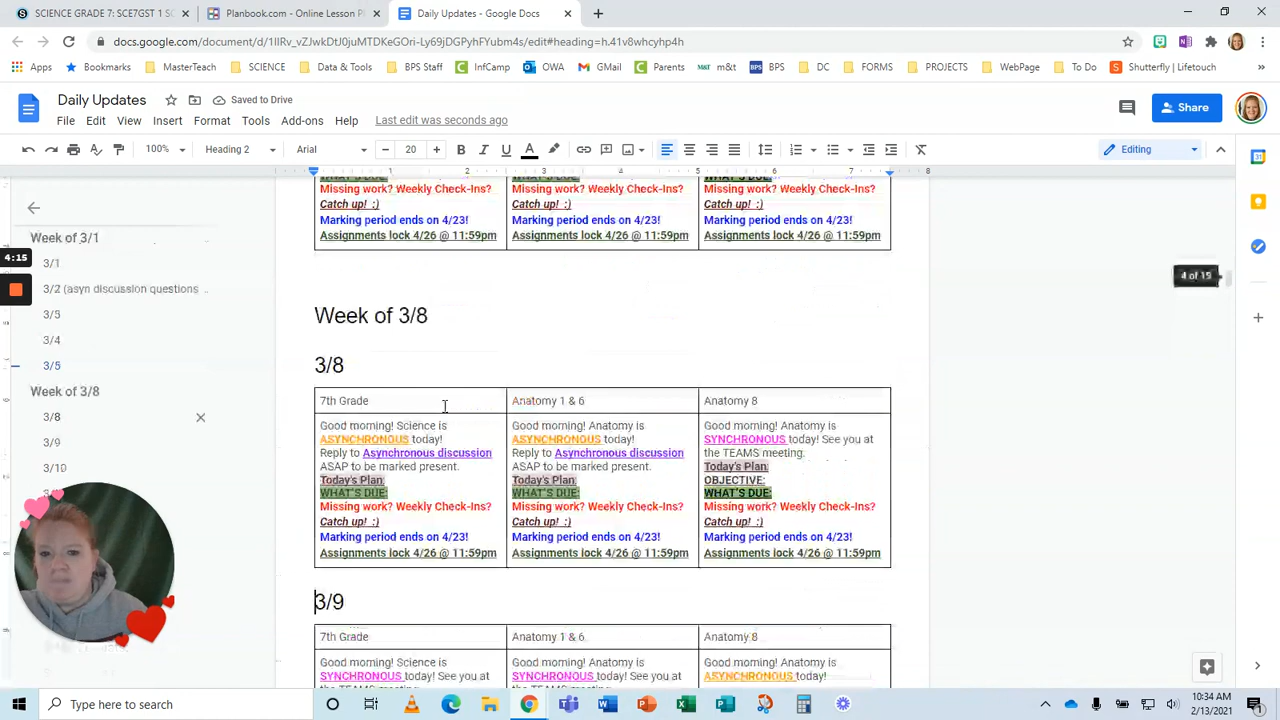 SCIENCE GRADE 7: SCE7GST 1 SC
Planbook.com - Online Lesson Pl
Daily Updates - Google Docs
docs.google.com/document/d/1IIRv_vZJwkDtJ0juMTDKeGOri-Ly69jDGPyhFYubm4s/edit#heading=h.41v8whcyhp4h
Apps
Bookmarks
MasterTeach
SCIENCE
Data & Tools
BPS Staff
InfCamp
OWA
GMail
Parents
m&t
BPS
DC
FORMS
PROJECTS
WebPage
To Do
Shutterfly | Lifetouch
Daily Updates
Saved to Drive
Share
File Edit View Insert Format Tools Add-ons Help Last edit was seconds ago
100% Heading 2 Arial 20 Editing
1 2 3 4 5 6 7 8
Missing work? Weekly Check-Ins?
Catch up! :)
Marking period ends on 4/23!
Assignments lock 4/26 @ 11:59pm
Missing work? Weekly Check-Ins?
Catch up! :)
Marking period ends on 4/23!
Assignments lock 4/26 @ 11:59pm
Missing work? Weekly Check-Ins?
Catch up! :)
Marking period ends on 4/23!
Assignments lock 4/26 @ 11:59pm
4 of 15
4:15
Week of 3/1
3/1
3/2 (asyn discussion questions ..
3/5
3/4
3/5
Week of 3/8
3/8
3/9
3/10
Week of 3/8
3/8
7th Grade
Good morning! Science is
ASYNCHRONOUS today!
Reply to Asynchronous discussion
ASAP to be marked present.
Today's Plan:
WHAT'S DUE:
Missing work? Weekly Check-Ins?
Catch up! :)
Marking period ends on 4/23!
Assignments lock 4/26 @ 11:59pm
Anatomy 1 & 6
Good morning! Anatomy is
ASYNCHRONOUS today!
Reply to Asynchronous discussion
ASAP to be marked present.
Today's Plan:
WHAT'S DUE:
Missing work? Weekly Check-Ins?
Catch up! :)
Marking period ends on 4/23!
Assignments lock 4/26 @ 11:59pm
Anatomy 8
Good morning! Anatomy is
SYNCHRONOUS today! See you at
the TEAMS meeting.
Today's Plan:
OBJECTIVE:
WHAT'S DUE:
Missing work? Weekly Check-Ins?
Catch up! :)
Marking period ends on 4/23!
Assignments lock 4/26 @ 11:59pm
3/9
7th Grade
Good morning! Science is
SYNCHRONOUS today! See you at
Anatomy 1 & 6
Good morning! Anatomy is
SYNCHRONOUS today! See you at
Anatomy 8
Good morning! Anatomy is
ASYNCHRONOUS today!
Type here to search
10:34 AM
2/13/2021